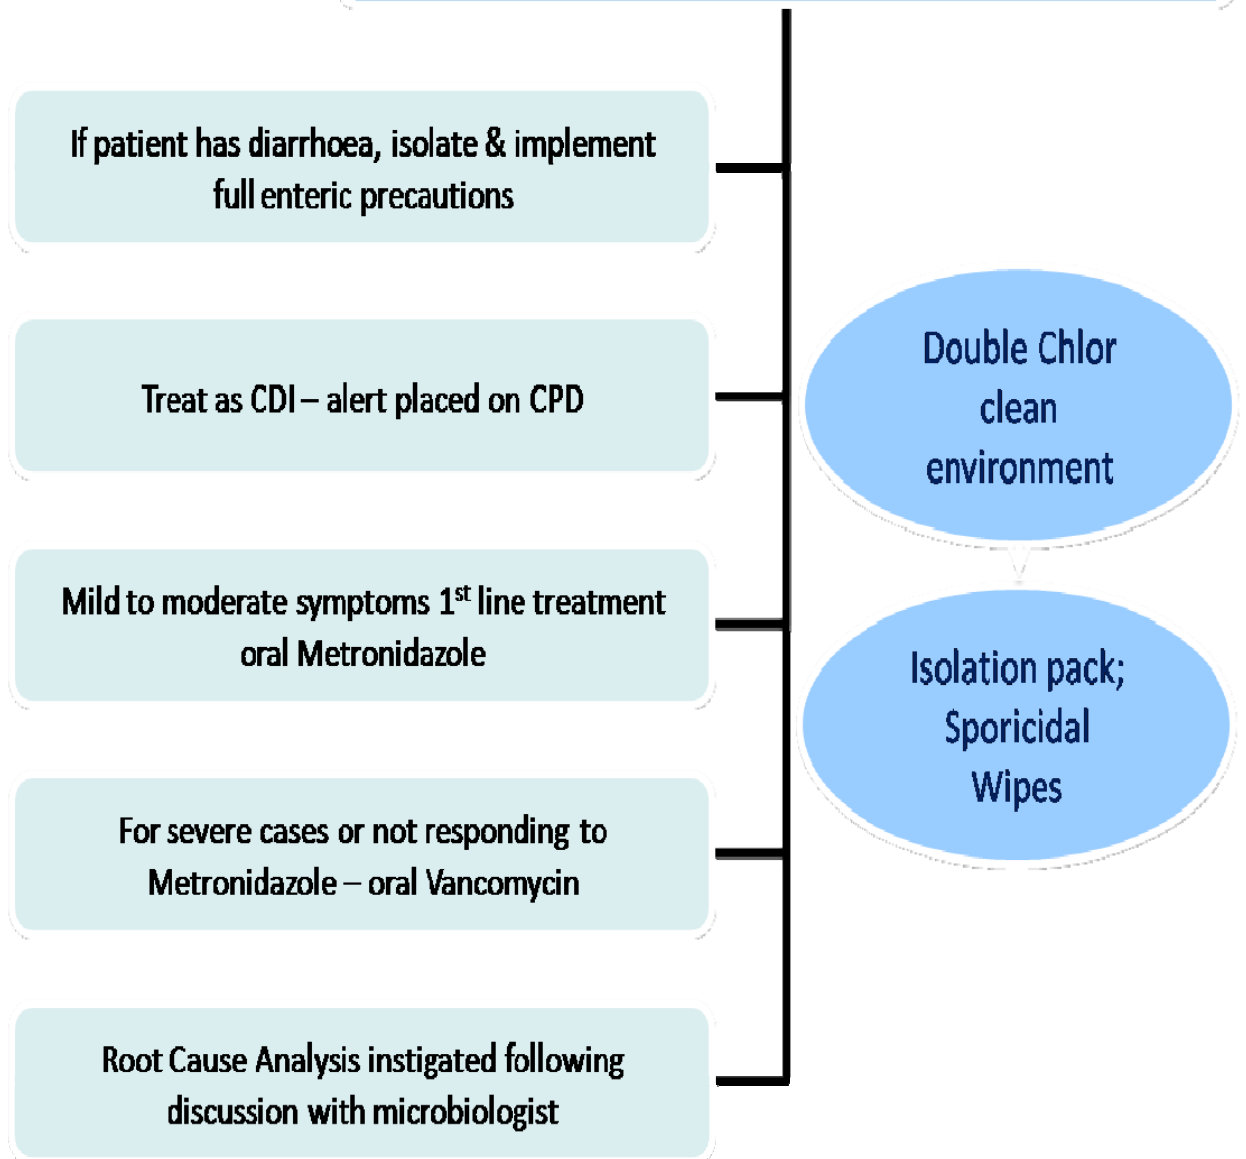 If patient has diarrhoea, isolate & implement
full enteric precautions
Treat as CDI – alert placed on CPD
Mild to moderate symptoms 1st line treatment
oral Metronidazole
For severe cases or not responding to
Metronidazole – oral Vancomycin
Root Cause Analysis instigated following
discussion with microbiologist
Double Chlor
clean
environment
Isolation pack;
Sporicidal
Wipes